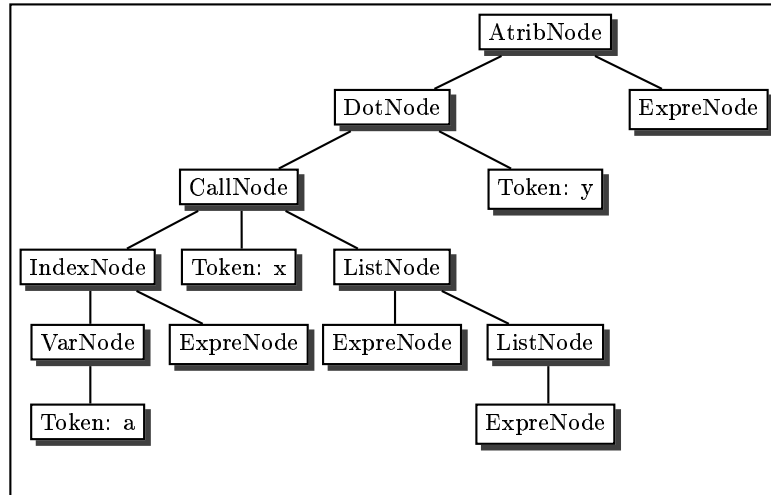 AtribNode
DotNode
ExpreNode
CallNode
Token: y
IndexNode
Token: x
ListNode
VarNode
ExpreNode
ExpreNode
ListNode
Token: a
ExpreNode